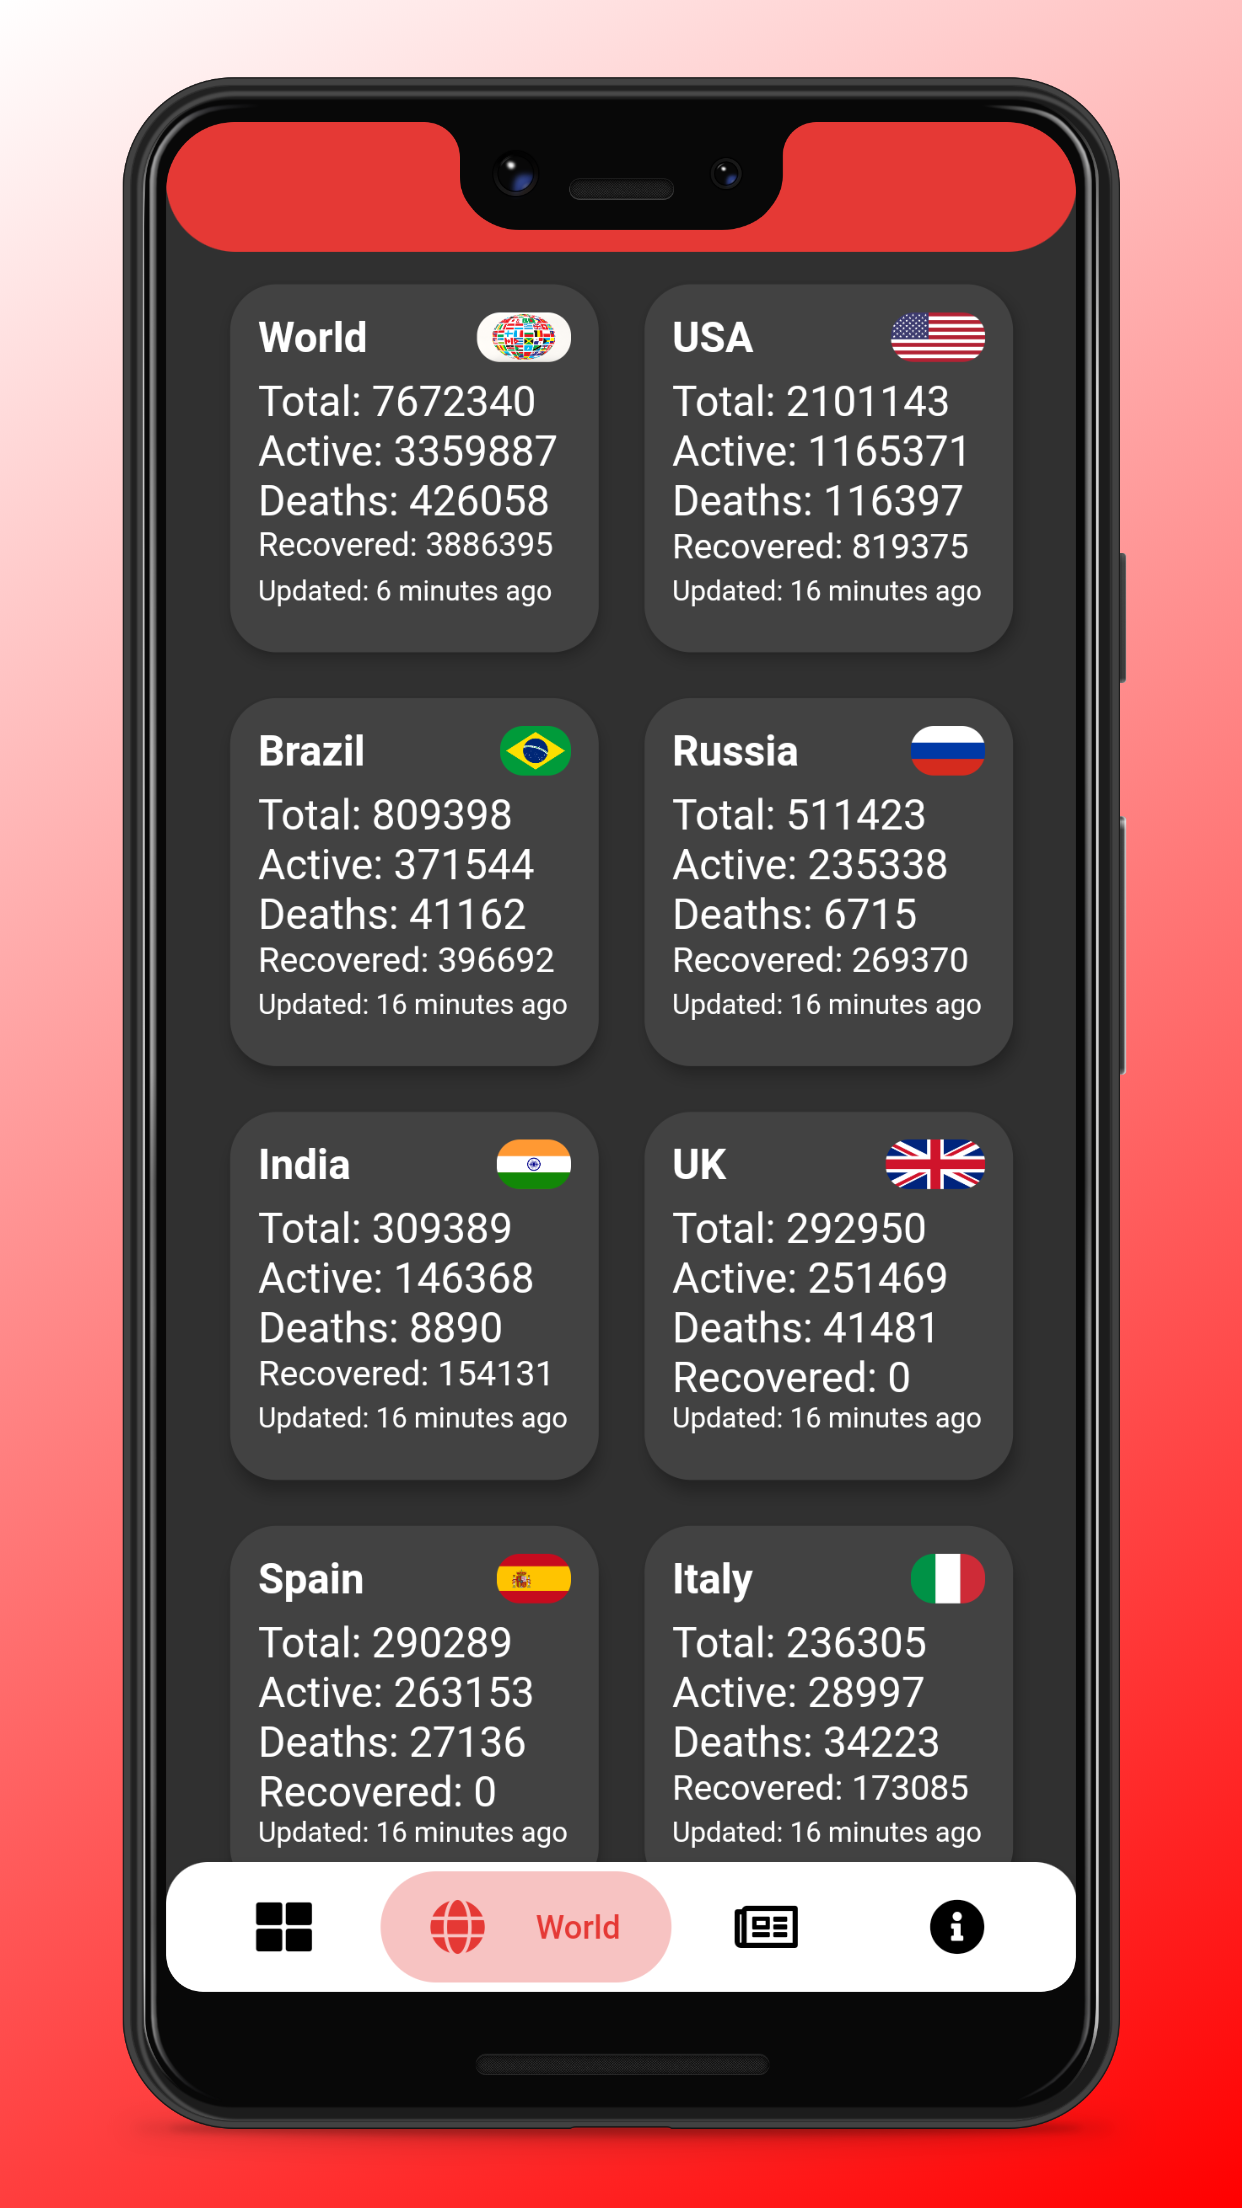 World
Total: 7672340
Active: 3359887
Deaths: 426058
Recovered: 3886395
Updated: 6 minutes ago
USA
Total: 2101143
Active: 1165371
Deaths: 116397
Recovered: 819375
Updated: 16 minutes ago
Brazil
Total: 809398
Active: 371544
Deaths: 41162
Recovered: 396692
Updated: 16 minutes ago
Russia
Total: 511423
Active: 235338
Deaths: 6715
Recovered: 269370
Updated: 16 minutes ago
India
Total: 309389
Active: 146368
Deaths: 8890
Recovered: 154131
Updated: 16 minutes ago
UK
Total: 292950
Active: 251469
Deaths: 41481
Recovered: 0
Updated: 16 minutes ago
Spain
Total: 290289
Active: 263153
Deaths: 27136
Recovered: 0
Updated: 16 minutes ago
Italy
Total: 236305
Active: 28997
Deaths: 34223
Recovered: 173085
Updated: 16 minutes ago
World